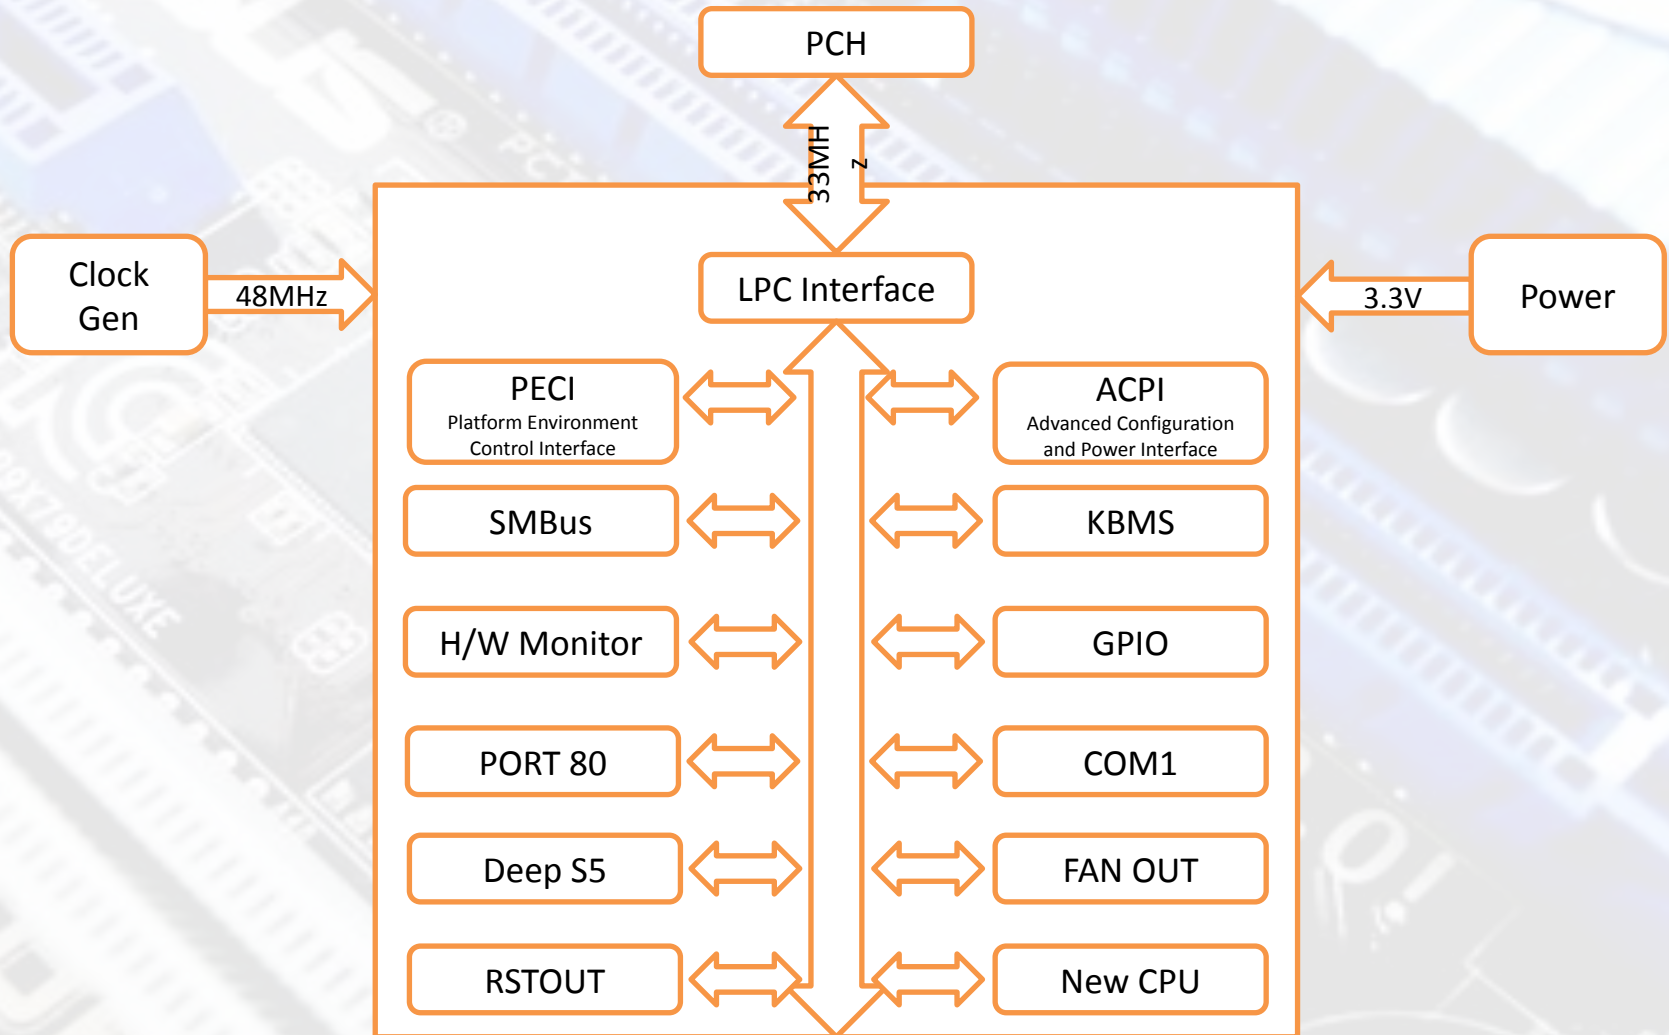 PCH
33MH
z
Clock
Gen
48MHz
LPC Interface
3.3V
Power
PECI
Platform Environment
Control Interface
ACPI
Advanced Configuration
and Power Interface
SMBus
KBMS
H/W Monitor
GPIO
PORT 80
COM1
Deep S5
FAN OUT
RSTOUT
New CPU
P9X79DELUXE